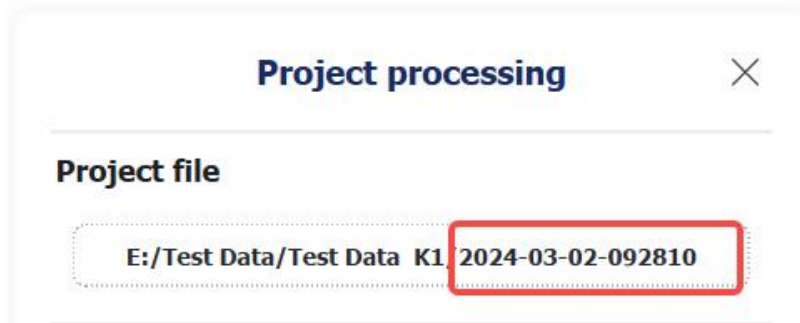 Project processing
Project file
E:/Test Data/Test Data K1/2024-03-02-092810